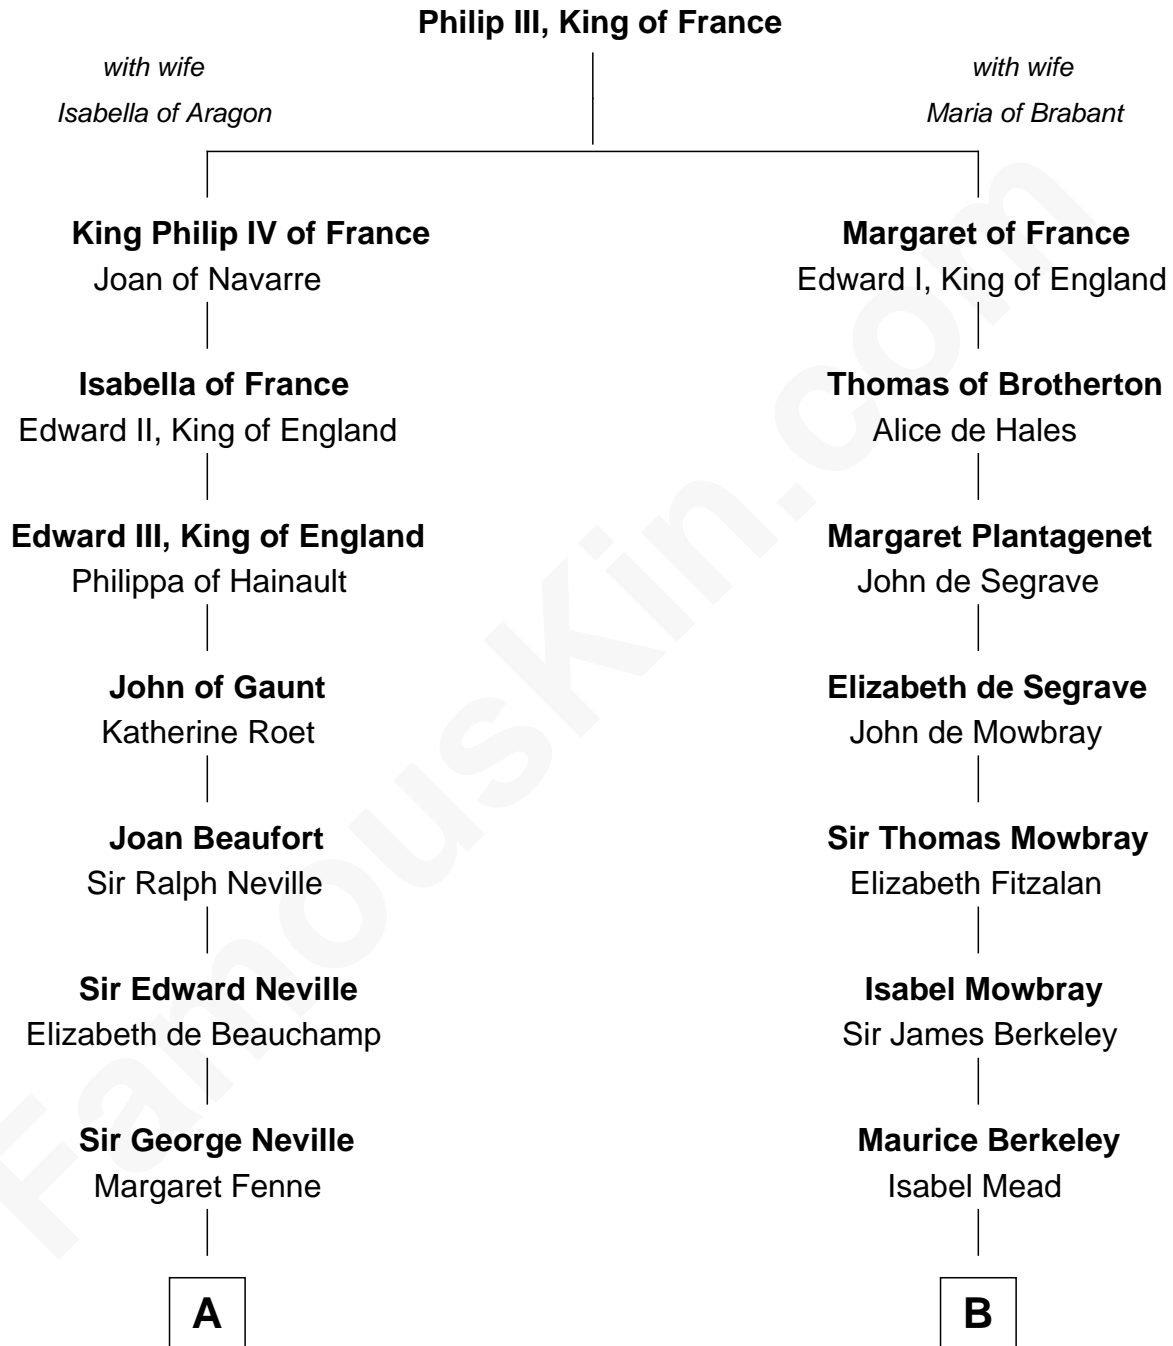 Philip III, King of France
with wife
Isabella of Aragon
with wife
Maria of Brabant
King Philip IV of France
Joan of Navarre
Margaret of France
Edward I, King of England
Isabella of France
Edward II, King of England
Thomas of Brotherton
Alice de Hales
Edward III, King of England
Philippa of Hainault
Margaret Plantagenet
John de Segrave
John of Gaunt
Katherine Roet
Elizabeth de Segrave
John de Mowbray
Joan Beaufort
Sir Ralph Neville
Sir Thomas Mowbray
Elizabeth Fitzalan
Sir Edward Neville
Elizabeth de Beauchamp
Isabel Mowbray
Sir James Berkeley
Sir George Neville
Margaret Fenne
Maurice Berkeley
Isabel Mead
A
B
FamousKin.com